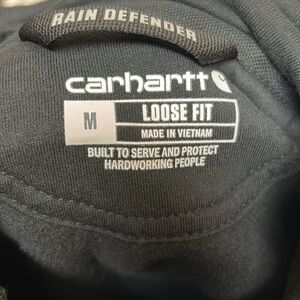 RAIN DEFENDER
carhartt
M
LOOSE FIT
MADE IN VIETNAM
BUILT TO SERVE AND PROTECT
HARDWORKING PEOPLE